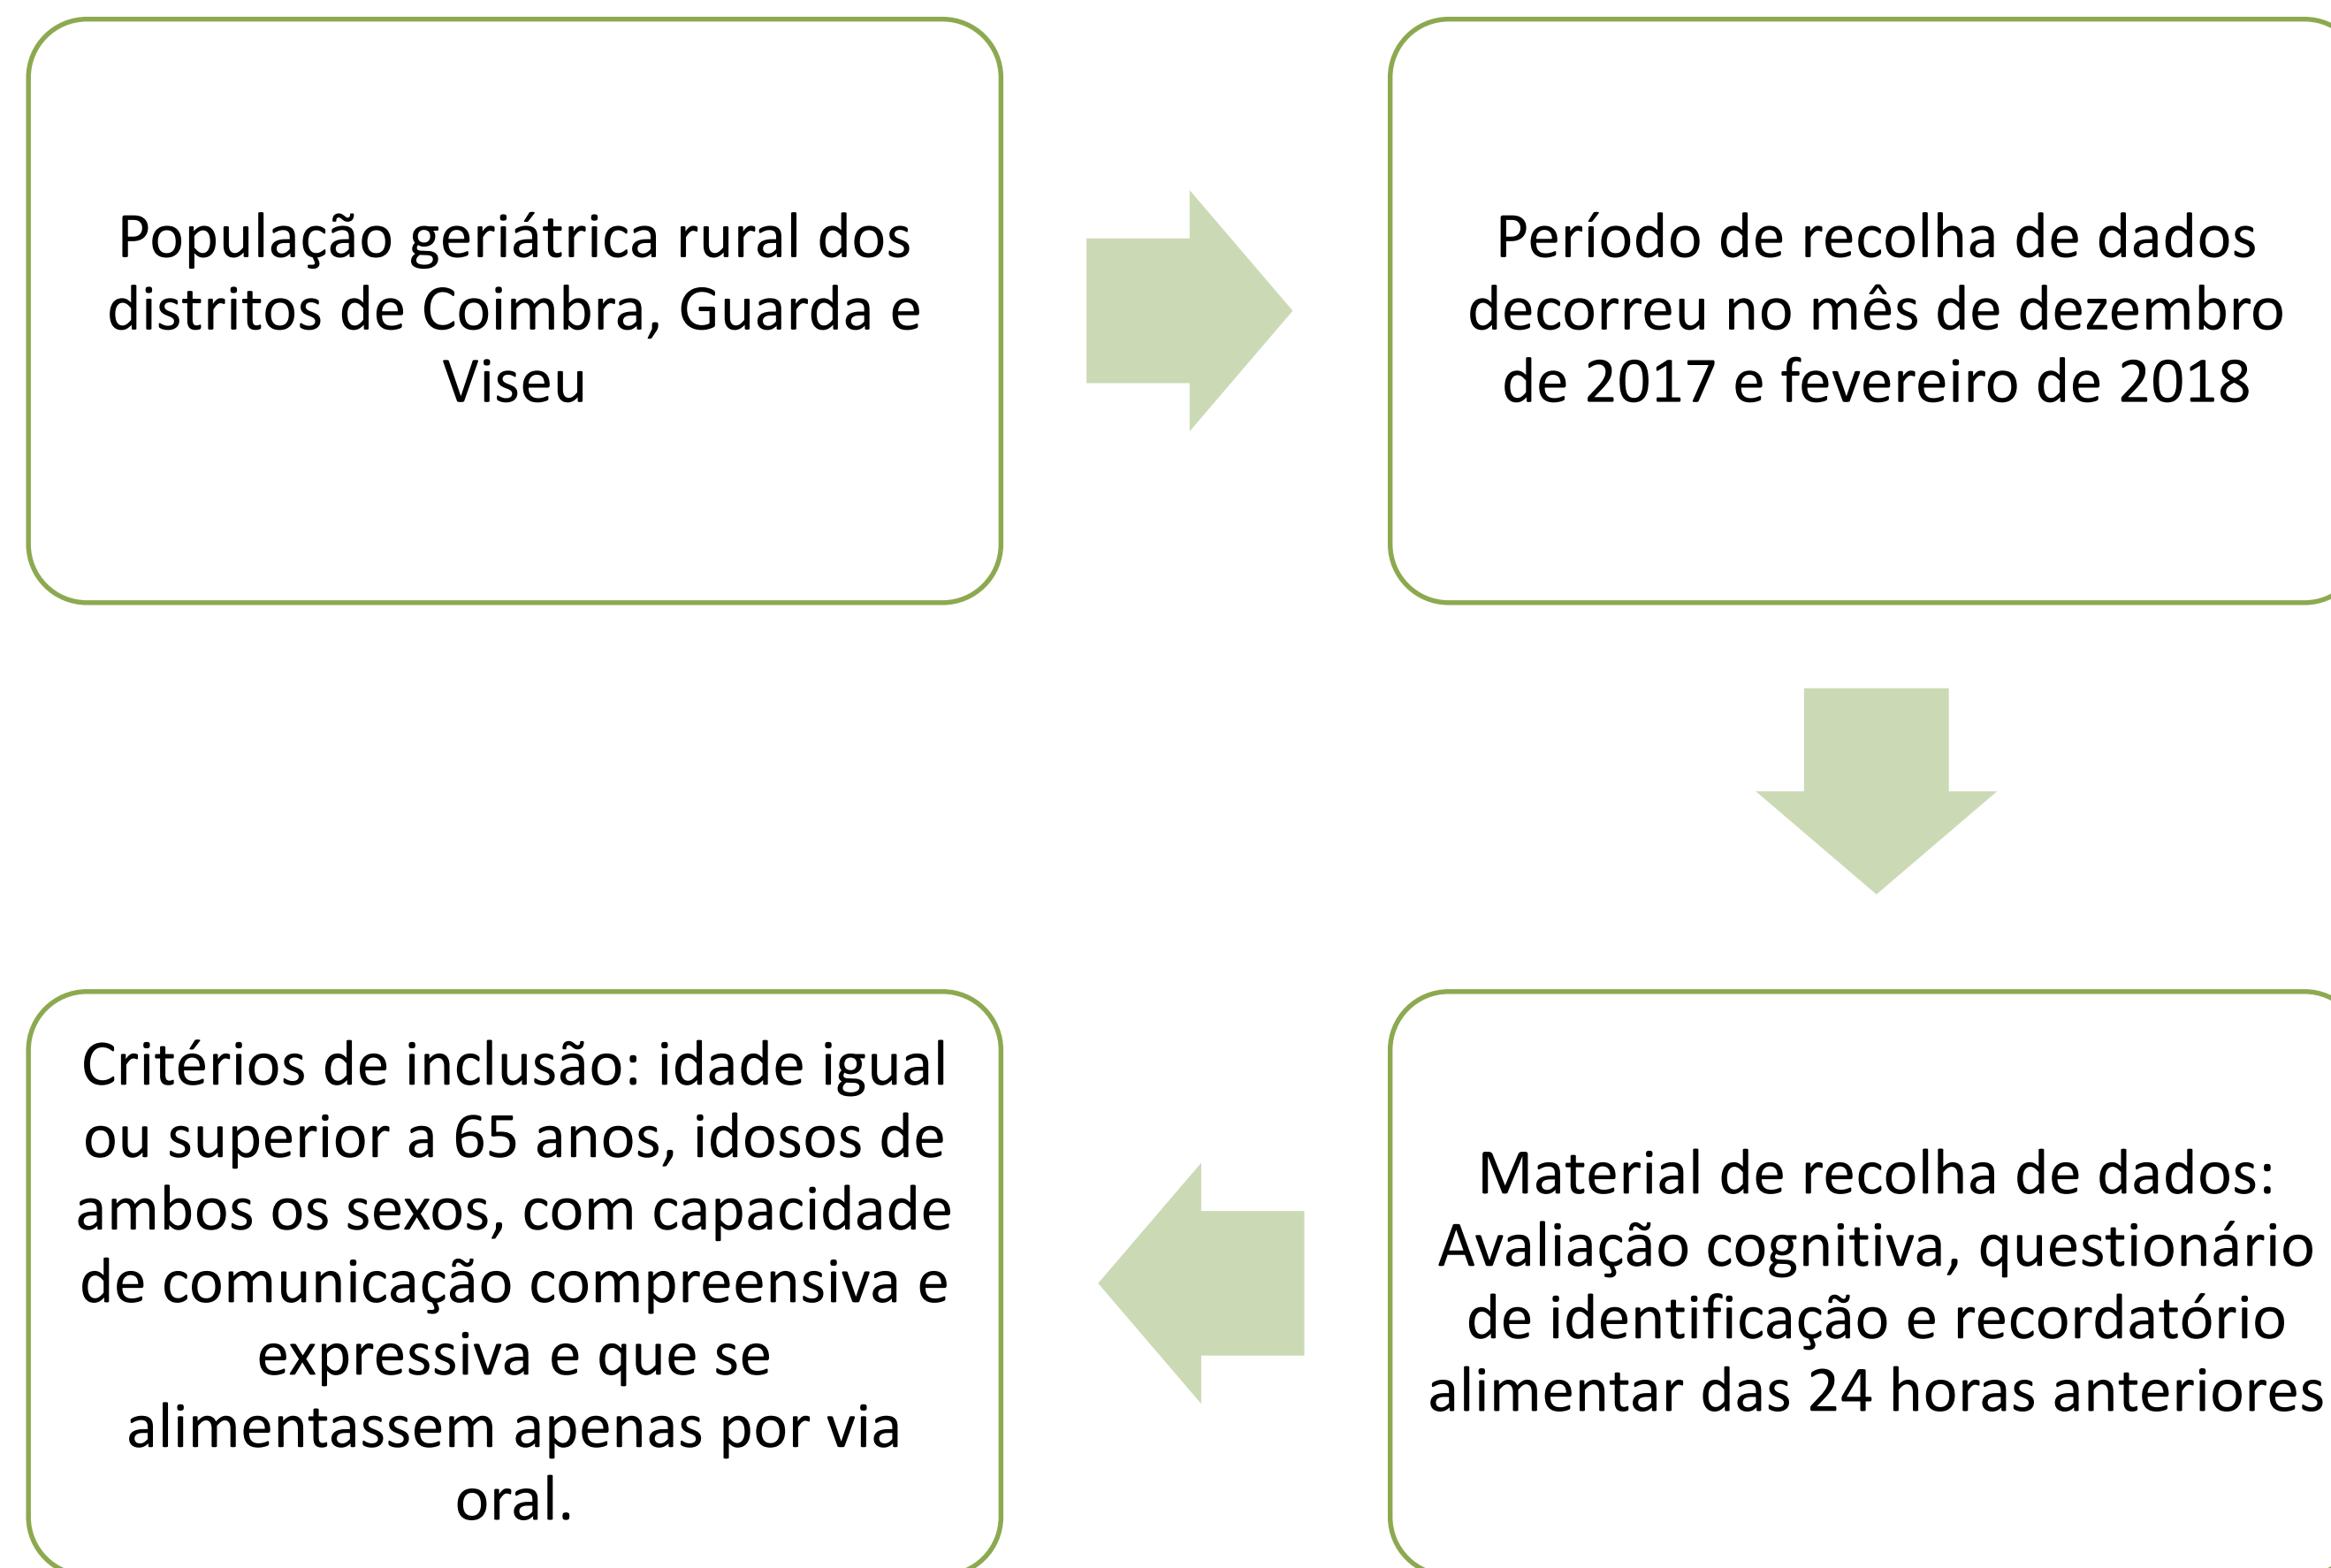 População geriátrica rural dos
distritos de Coimbra, Guarda e
Viseu
Período de recolha de dados
decorreu no mês de dezembro
de 2017 e fevereiro de 2018
Material de recolha de dados:
Avaliação cognitiva, questionário
de identificação e recordatório
alimentar das 24 horas anteriores
Critérios de inclusão: idade igual
ou superior a 65 anos, idosos de
ambos os sexos, com capacidade
de comunicação compreensiva e
expressiva e que se
alimentassem apenas por via
oral.